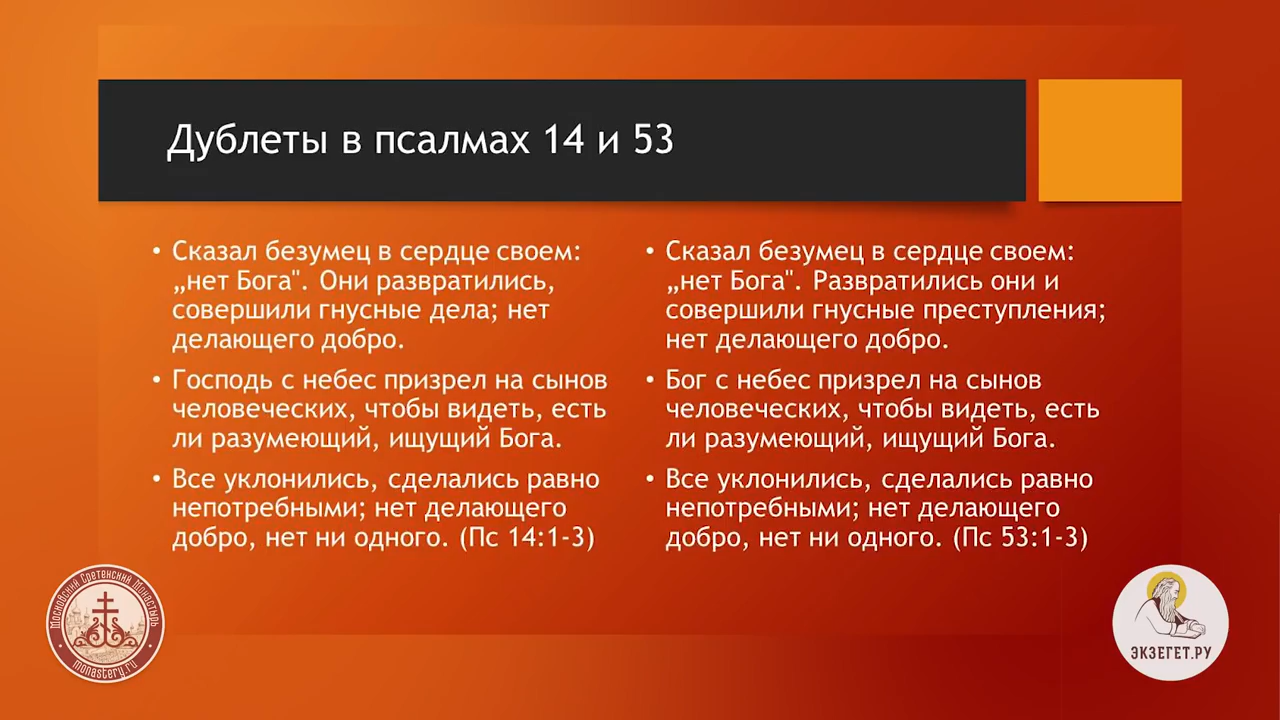 Дублеты в псалмах 14 и 53
• Сказал безумец в сердце своем:
„нет Бога". Они развратились,
совершили гнусные дела; нет
делающего добро.
• Господь с небес призрел на сынов
человеческих, чтобы видеть, есть
ли разумеющий, ищущий Бога.
• Все уклонились, сделались равно
непотребными; нет делающего
добро, нет ни одного. (Пс 14:1-3)
• Сказал безумец в сердце своем:
„нет Бога". Развратились они и
совершили гнусные преступления;
нет делающего добро.
• Бог с небес призрел на сынов
человеческих, чтобы видеть, есть
ли разумеющий, ищущий Бога.
• Все уклонились, сделались равно
непотребными; нет делающего
добро, нет ни одного. (Пс 53:1-3)
Московский Сретенский Монастырь
monastery.ru
ЭКЗЕГЕТ.РУ